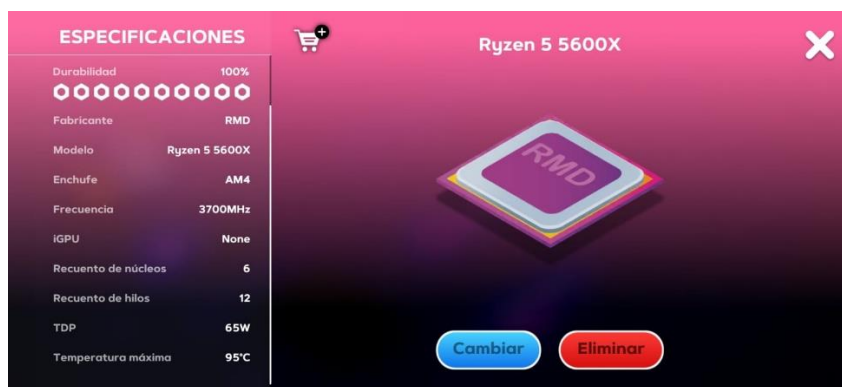 ESPECIFICACIONES
Durabilidad 100%
Fabricante RMD
Modelo Ryzen 5 5600X
Enchufe AM4
Frecuencia 3700MHz
iGPU None
Recuento de núcleos 6
Recuento de hilos 12
TDP 65W
Temperatura máxima 95°C
Ryzen 5 5600X
RMD
Cambiar
Eliminar